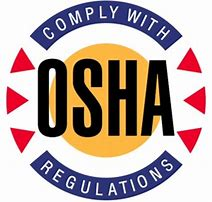 COMPLY WITH
OSHA
REGULATIONS